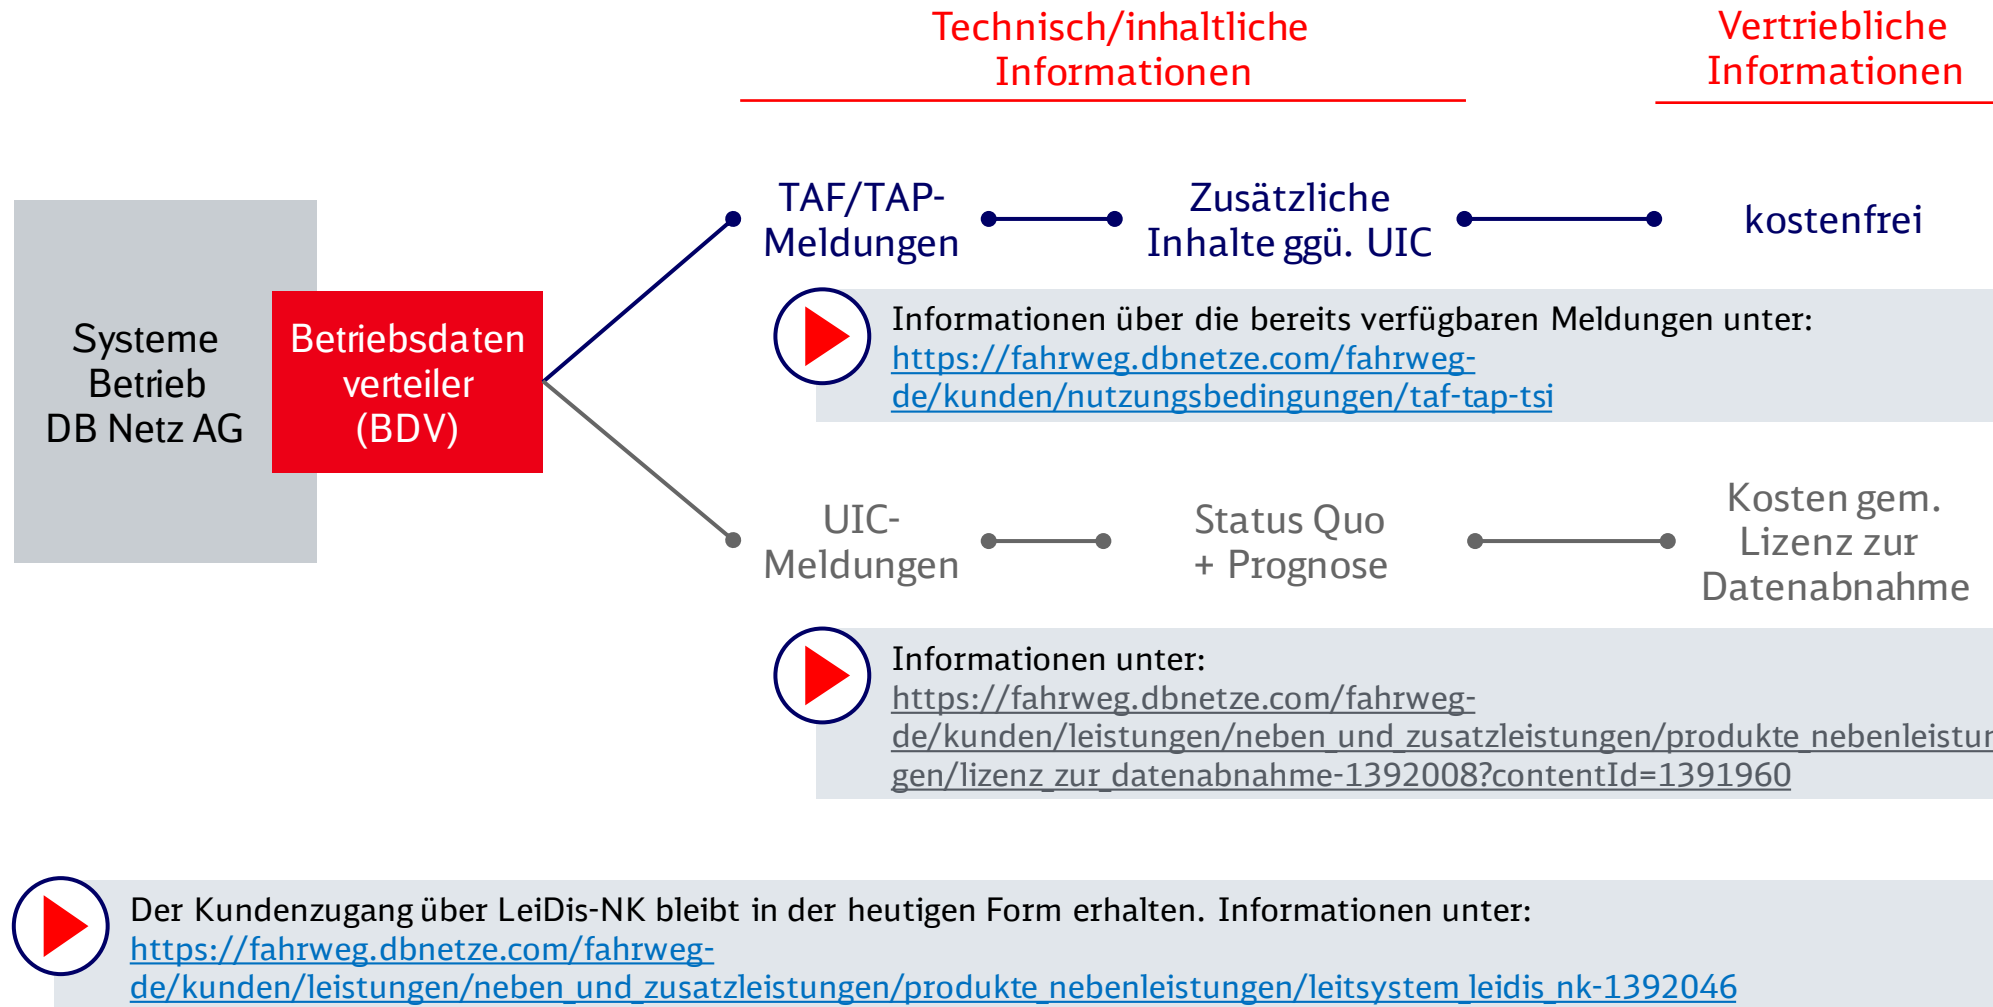 Technisch/inhaltliche
Informationen
Vertriebliche
Informationen
Systeme
Betrieb
DB Netz AG
Betriebsdaten
verteiler
(BDV)
TAF/TAP-
Meldungen
Zusätzliche
Inhalte ggü. UIC
kostenfrei
Informationen über die bereits verfügbaren Meldungen unter:
https://fahrweg.dbnetze.com/fahrweg-
de/kunden/nutzungsbedingungen/taf-tap-tsi
UIC-
Meldungen
Status Quo
+ Prognose
Kosten gem.
Lizenz zur
Datenabnahme
Informationen unter:
https://fahrweg.dbnetze.com/fahrweg-
de/kunden/leistungen/neben_und_zusatzleistungen/produkte_nebenleistun
gen/lizenz_zur_datenabnahme-1392008?contentId=1391960
Der Kundenzugang über LeiDis-NK bleibt in der heutigen Form erhalten. Informationen unter:
https://fahrweg.dbnetze.com/fahrweg-
de/kunden/leistungen/neben_und_zusatzleistungen/produkte_nebenleistungen/leitsystem_leidis_nk-1392046